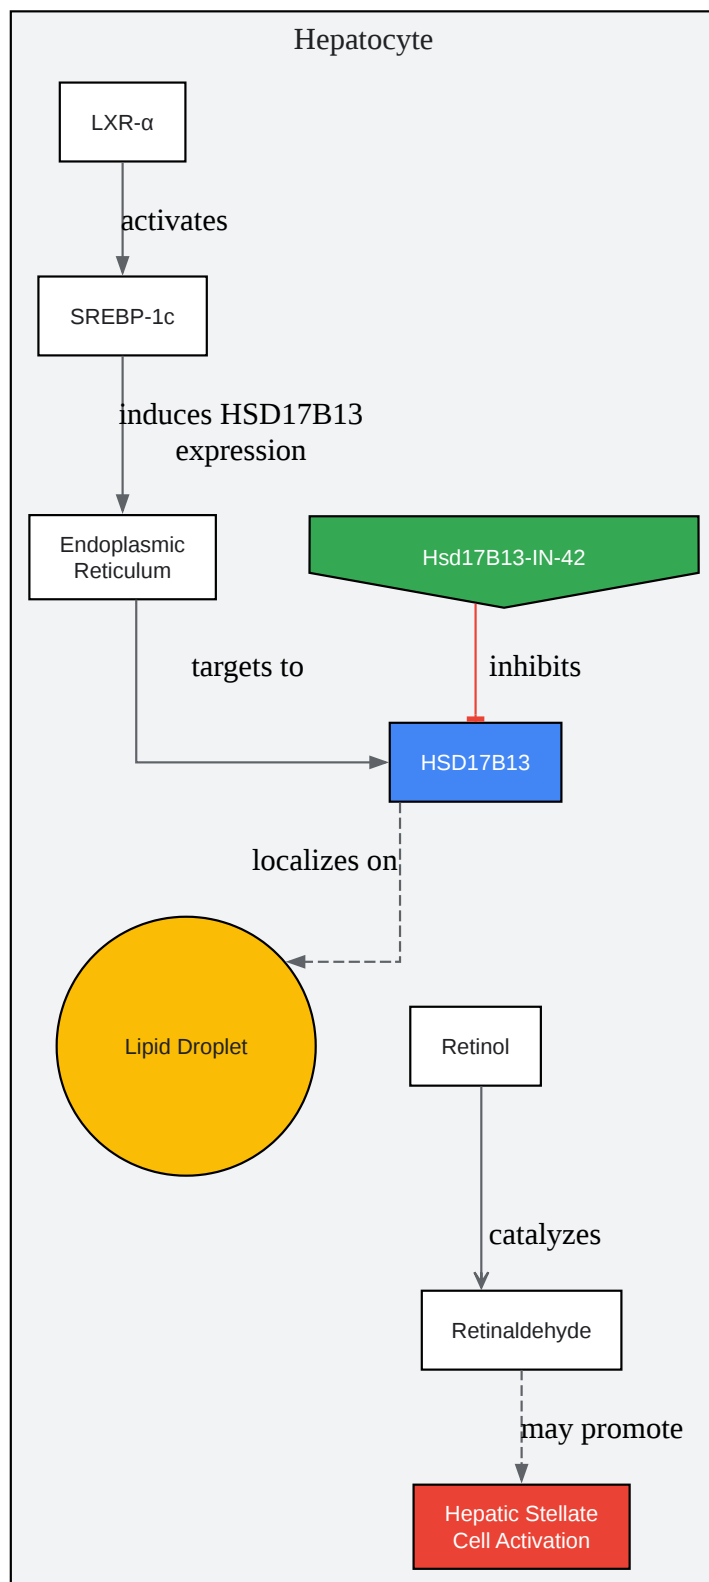 Hepatocyte
LXR-α
activates
SREBP-1c
induces HSD17B13
expression
Endoplasmic
Reticulum
Hsd17B13-IN-42
targets to
inhibits
HSD17B13
localizes on
Lipid Droplet
Retinol
catalyzes
Retinaldehyde
may promote
Hepatic Stellate
Cell Activation